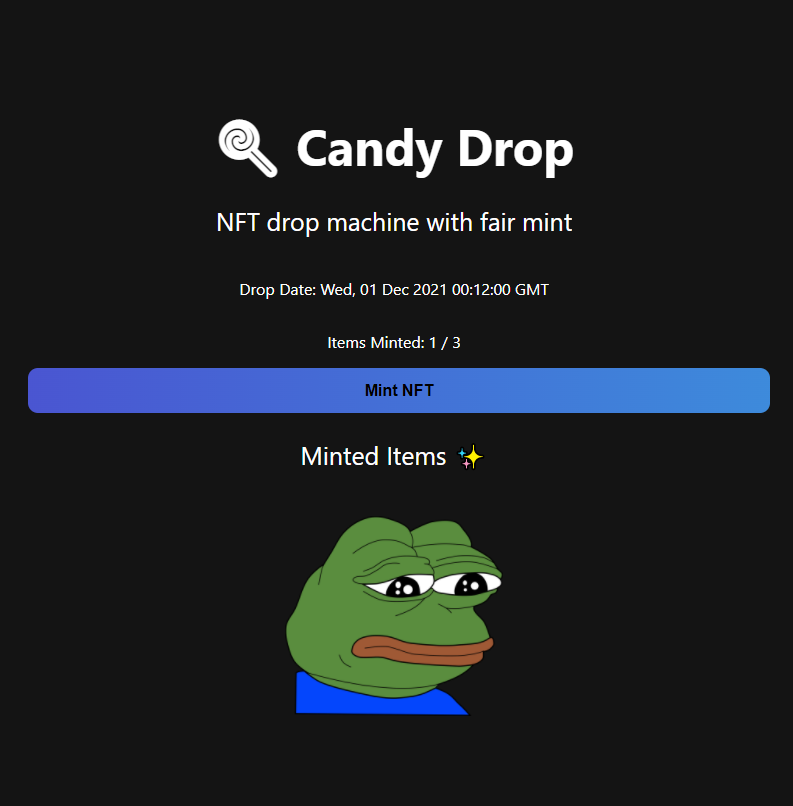 🍭 Candy Drop
NFT drop machine with fair mint
Drop Date: Wed, 01 Dec 2021 00:12:00 GMT
Items Minted: 1 / 3
Mint NFT
Minted Items ✨